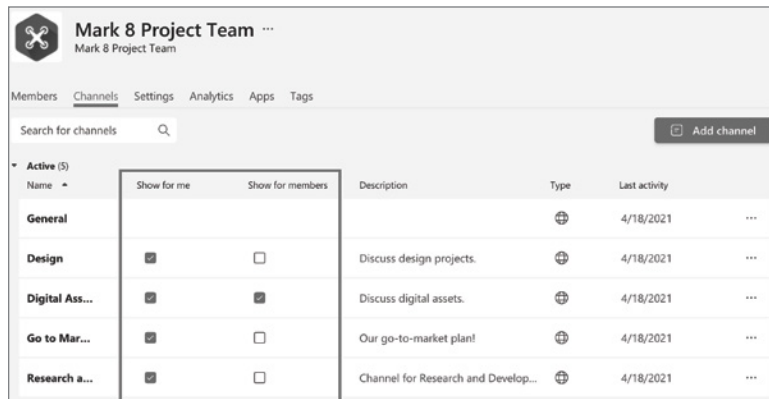 Mark 8 Project Team ...
Mark 8 Project Team
Members Channels Settings Analytics Apps Tags
Search for channels
Add channel
Active (5)
Name Show for me Show for members Description Type Last activity
General 4/18/2021 ...
Design Discuss design projects. 4/18/2021 ...
Digital Ass... Discuss digital assets. 4/18/2021 ...
Go to Mar... Our go-to-market plan! 4/18/2021 ...
Research a... Channel for Research and Develop... 4/18/2021 ...